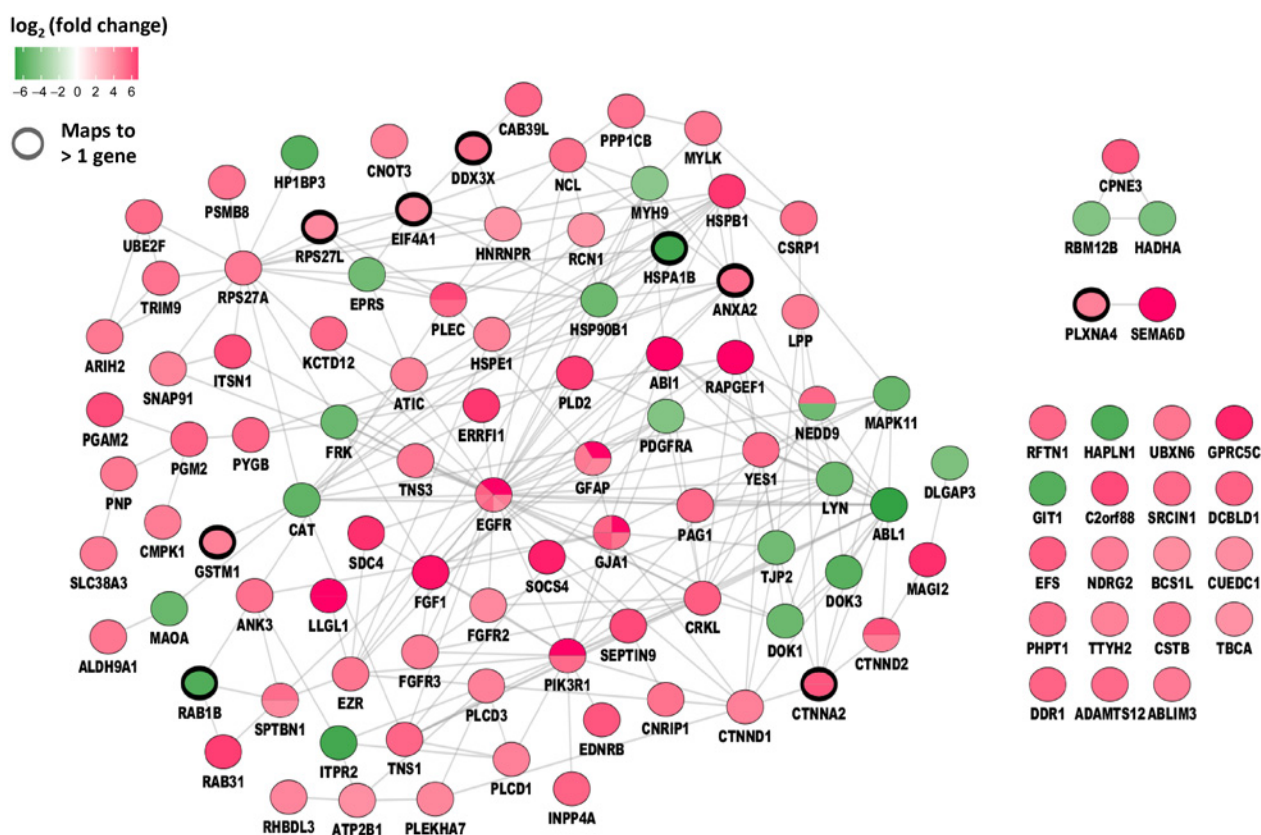 log2 (fold change)
−6 −4 −2 0 2 4 6
Maps to
> 1 gene
CAB39L
PPP1CB
MYLK
CNOT3
DDX3X
NCL
HP1BP3
PSMB8
MYH9
HSPB1
UBE2F
RPS27L
EIF4A1
HNRNPR
RCN1
HSPA1B
CSRP1
TRIM9
RPS27A
EPRS
PLEC
HSP90B1
ANXA2
LPP
ARIH2
SNAP91
ITSN1
KCTD12
ATIC
HSPE1
PLD2
ABI1
RAPGEF1
PGAM2
PGM2
PYGB
FRK
ERRFI1
PDGFRA
NEDD9
MAPK11
PNP
CMPK1
CAT
TNS3
EGFR
GFAP
YES1
LYN
DLGAP3
SLC38A3
GSTM1
SDC4
FGF1
SOCS4
GJA1
PAG1
TJP2
ABL1
MAOA
ANK3
LLGL1
FGFR2
SEPTIN9
CRKL
DOK3
MAGI2
ALDH9A1
DOK1
CTNND2
RAB1B
SPTBN1
EZR
FGFR3
PLCD3
PIK3R1
CNRIP1
CTNND1
CTNNA2
RAB31
ITPR2
TNS1
PLCD1
EDNRB
RHBDL3
ATP2B1
PLEKHA7
INPP4A
CPNE3
RBM12B HADHA
PLXNA4 SEMA6D
RFTN1 HAPLN1 UBXN6 GPRC5C
GIT1 C2orf88 SRCIN1 DCBLD1
EFS NDRG2 BCS1L CUEDC1
PHPT1 TTYH2 CSTB TBCA
DDR1 ADAMTS12 ABLIM3